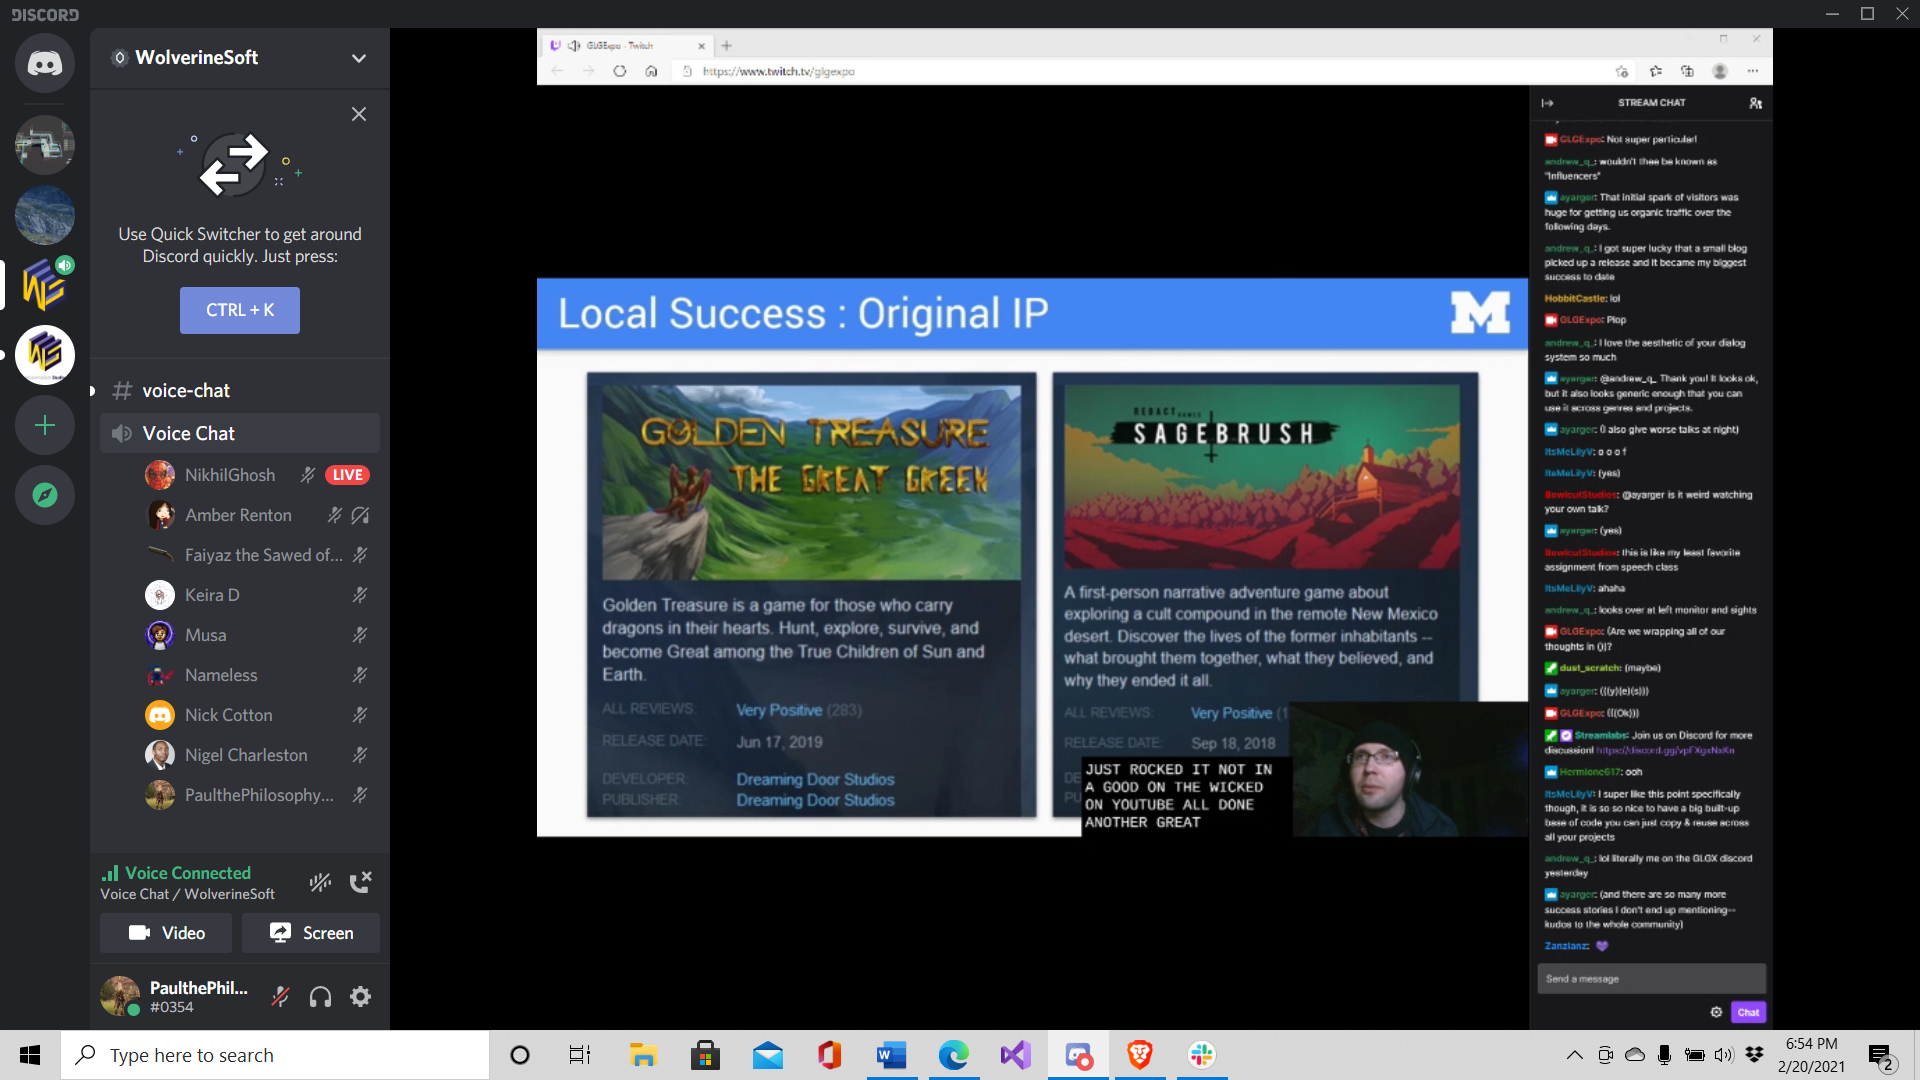 DISCORD
WolverineSoft
Use Quick Switcher to get around
Discord quickly. Just press:
CTRL + K
voice-chat
Voice Chat
NikhilGhosh
LIVE
Amber Renton
Faiyaz the Sawed of...
Keira D
Musa
Nameless
Nick Cotton
Nigel Charleston
PaulthePhilosophy...
Voice Connected
Voice Chat / WolverineSoft
Video
Screen
PaulthePhil...
#0354
GLGExpo - Twitch
https://www.twitch.tv/glgexpo
Local Success : Original IP
M
GOLDEN TREASURE
THE GREAT GREEN
Golden Treasure is a game for those who carry
dragons in their hearts. Hunt, explore, survive, and
become Great among the True Children of Sun and
Earth.
ALL REVIEWS:
Very Positive (283)
RELEASE DATE:
Jun 17, 2019
DEVELOPER:
Dreaming Door Studios
PUBLISHER:
Dreaming Door Studios
REDACT GAMES
SAGEBRUSH
A first-person narrative adventure game about
exploring a cult compound in the remote New Mexico
desert. Discover the lives of the former inhabitants --
what brought them together, what they believed, and
why they ended it all.
ALL REVIEWS:
Very Positive (1
RELEASE DATE:
Sep 18, 2018
DE
PU
JUST ROCKED IT NOT IN
A GOOD ON THE WICKED
ON YOUTUBE ALL DONE
ANOTHER GREAT
STREAM CHAT
GLGExpo: Not super particular!
andrew_q_: wouldn't thee be known as
"Influencers"
ayarger: That initial spark of visitors was
huge for getting us organic traffic over the
following days.
andrew_q_: I got super lucky that a small blog
picked up a release and it became my biggest
success to date
HobbitCastle: lol
GLGExpo: Plop
andrew_q_: I love the aesthetic of your dialog
system so much
ayarger: @andrew_q_ Thank you! It looks ok,
but it also looks generic enough that you can
use it across genres and projects.
ayarger: (I also give worse talks at night)
ItsMeLilyV: o o o f
ItsMeLilyV: (yes)
BowlcutStudios: @ayarger is it weird watching
your own talk?
ayarger: (yes)
BowlcutStudios: this is like my least favorite
assignment from speech class
ItsMeLilyV: ahaha
andrew_q_: looks over at left monitor and sights
GLGExpo: (Are we wrapping all of our
thoughts in ()|?
dust_scratch: (maybe)
ayarger: (((y)(e)(s)))
GLGExpo: (((Ok)))
Streamlabs: Join us on Discord for more
discussion!
Hermione617: ooh
ItsMeLilyV: I super like this point specifically
though, it is so so nice to have a big built-up
base of code you can just copy & reuse across
all your projects
andrew_q_: lol literally me on the GLGX discord
yesterday
ayarger: (and there are so many more
success stories I don't end up mentioning--
kudos to the whole community)
Zanzlanz:
Send a message
Chat
Type here to search
6:54 PM
2/20/2021
2